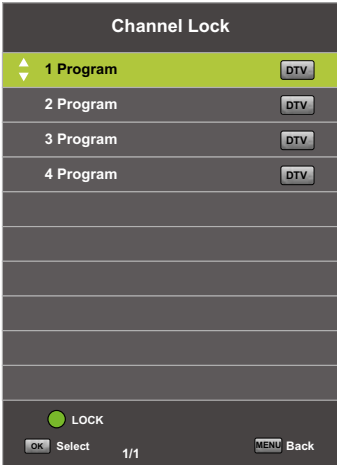 Channel Lock
1 Program DTV
2 Program DTV
3 Program DTV
4 Program DTV
LOCK
OK Select 1/1 MENU Back